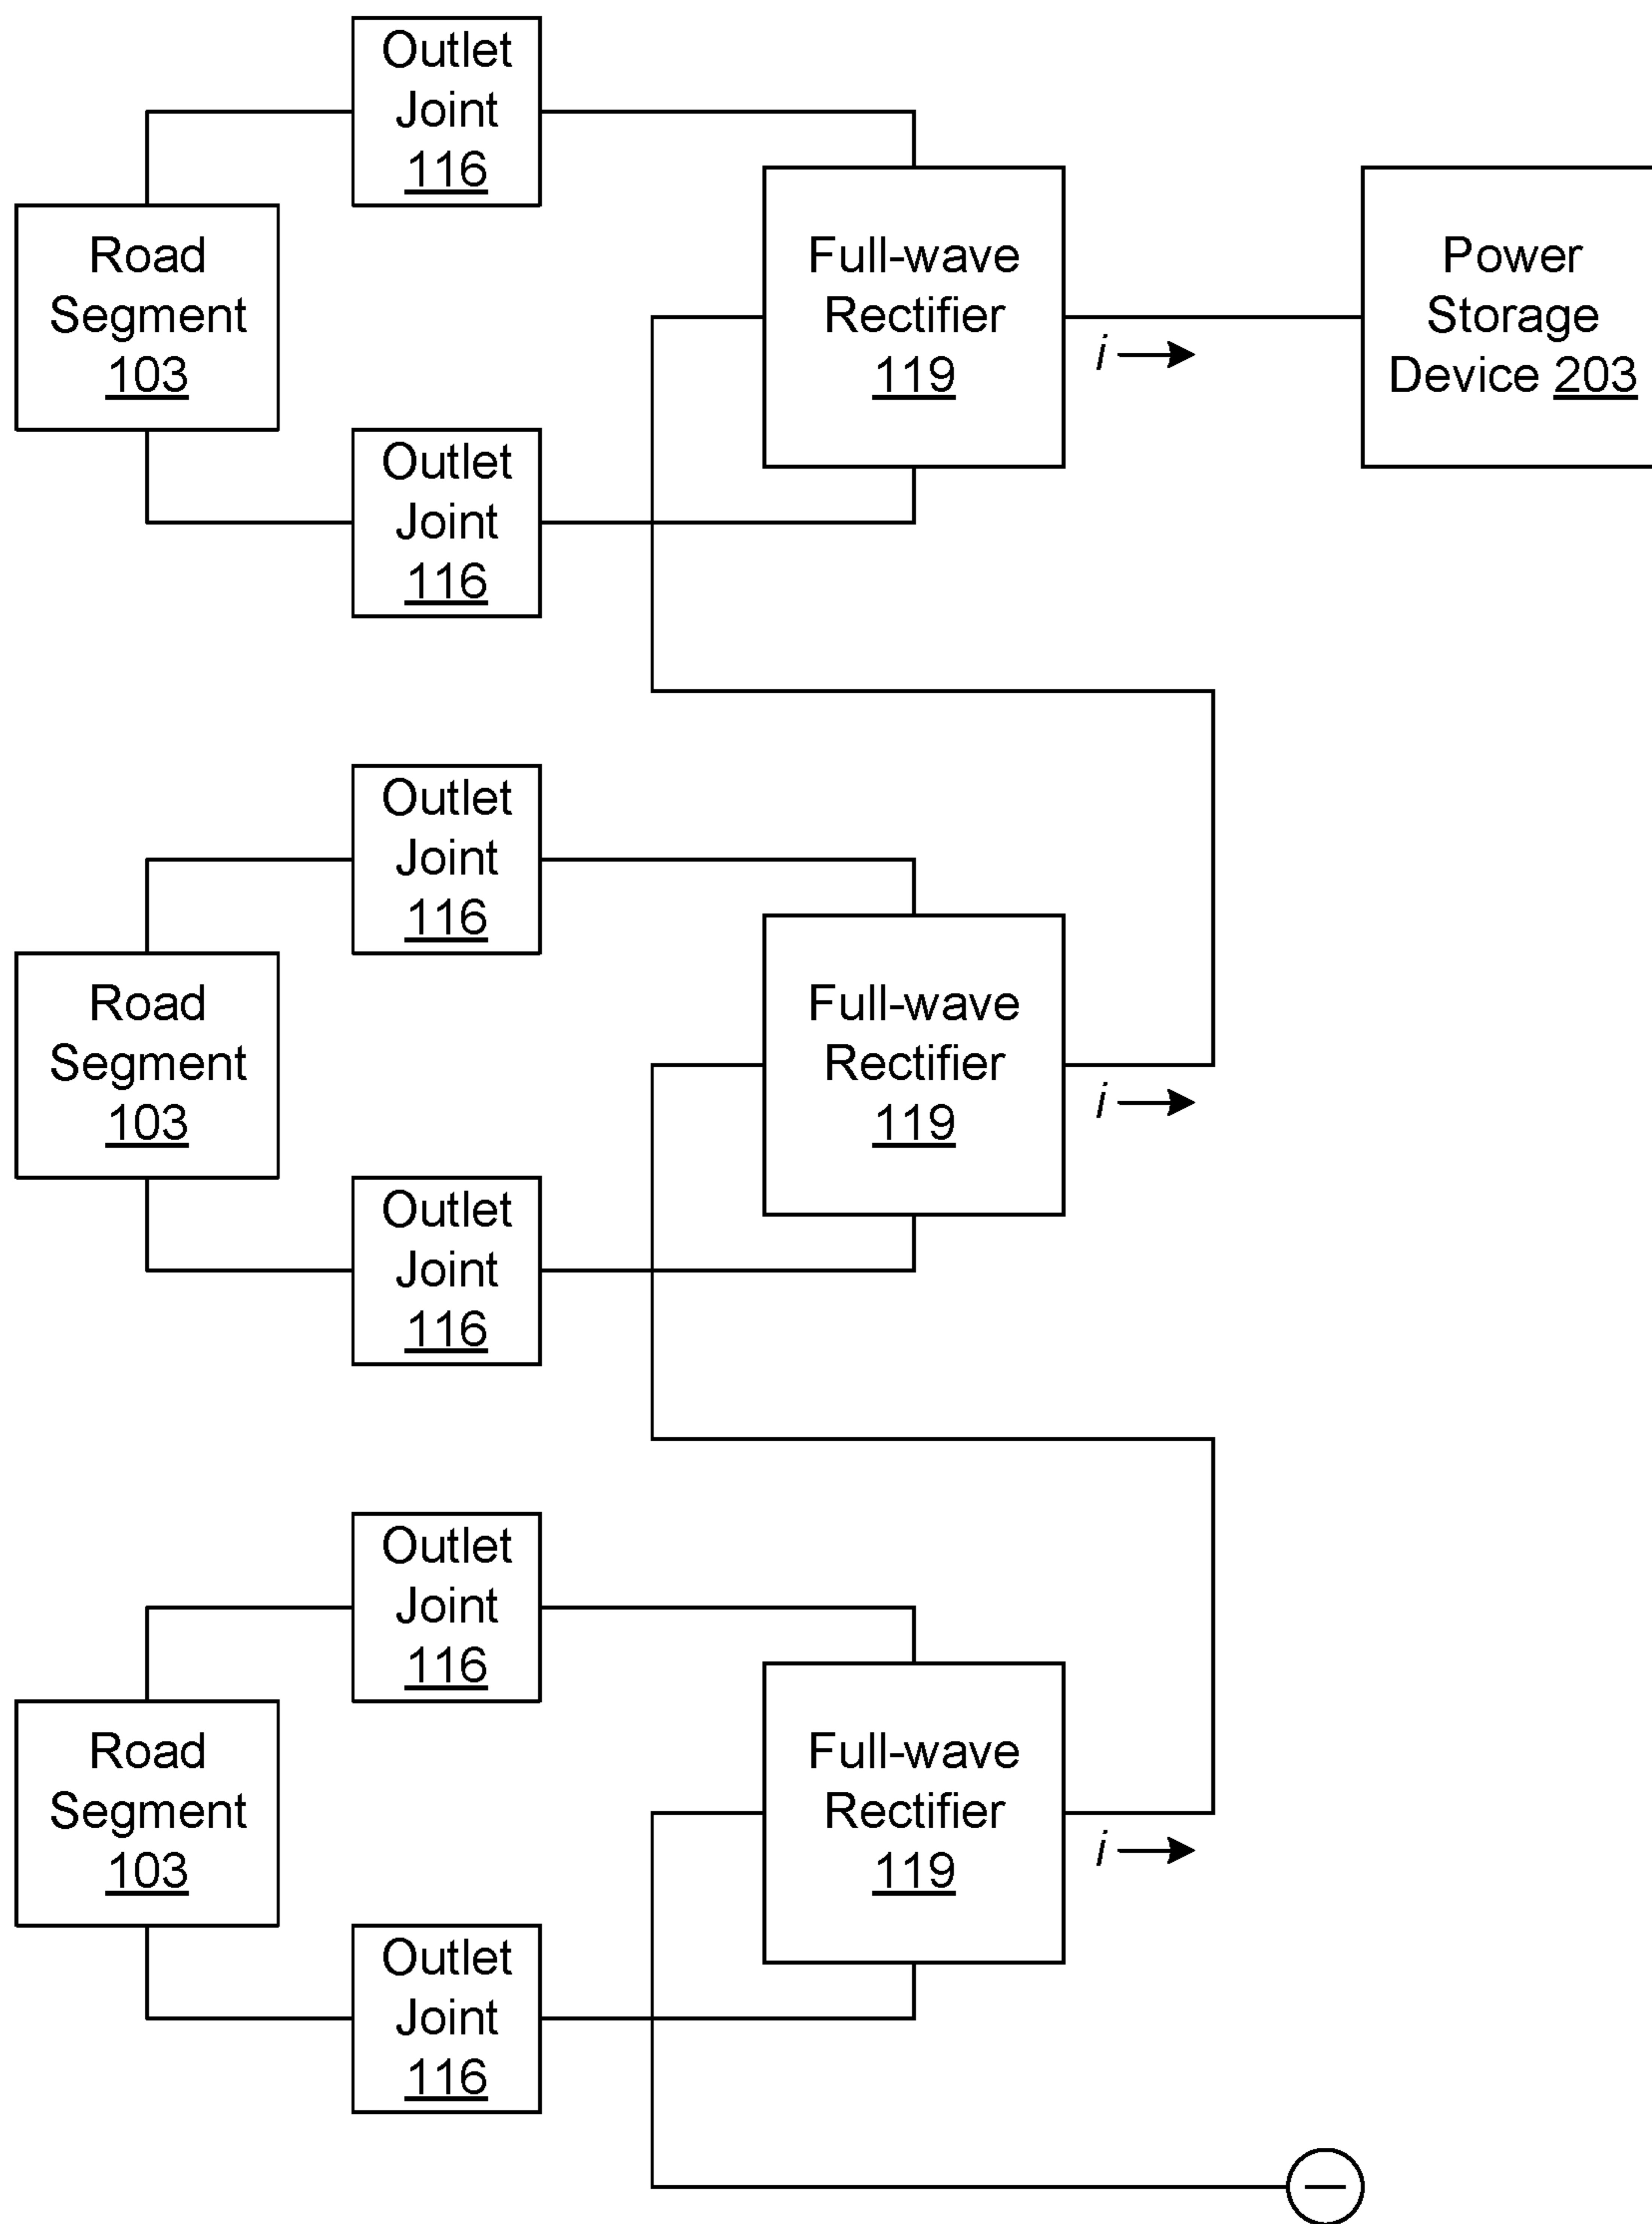 Outlet
Joint
116
Road
Segment
103
Full-wave
Rectifier
119
Power
Storage
Device 203
i
Outlet
Joint
116
Outlet
Joint
116
Road
Segment
103
Full-wave
Rectifier
119
i
Outlet
Joint
116
Outlet
Joint
116
Road
Segment
103
Full-wave
Rectifier
119
i
Outlet
Joint
116